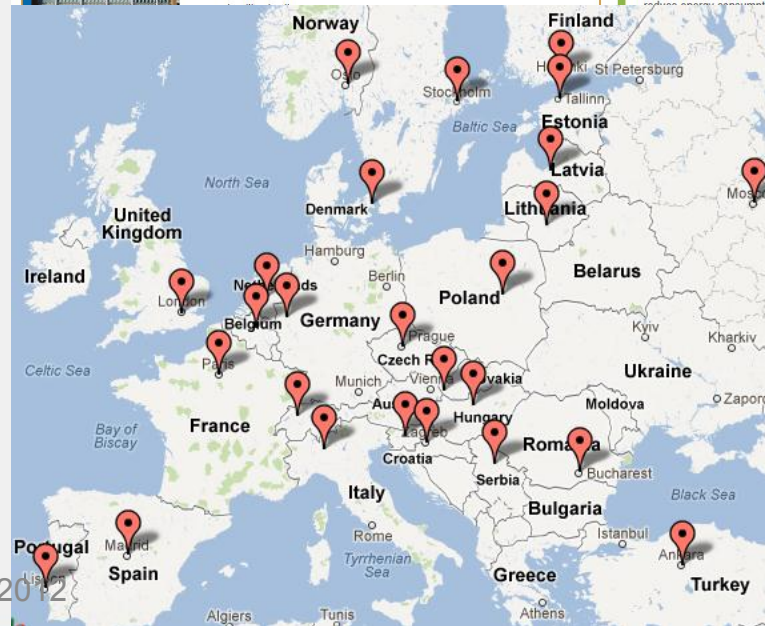 Norway
Finland
Oslo
St Petersburg
Stockholm
Tallinn
Estonia
Baltic Sea
Latvia
North Sea
Denmark
Lithuania
United
Kingdom
Hamburg
Ireland
Berlin
Belarus
London
Netherlands
Poland
Belgium
Germany
Kyiv
Kharkiv
Prague
Paris
Czech R
Celtic Sea
Munich
Vienna
Ukraine
Moldova
Hungary
France
Bay of
Biscay
Zagreb
Croatia
Romania
Serbia
Bucharest
Italy
Black Sea
Rome
Bulgaria
Istanbul
Portugal
Madrid
Tyrrhenian
Sea
Ankara
Spain
Greece
Turkey
Lisbon
2012
Algiers
Tunis
Athens